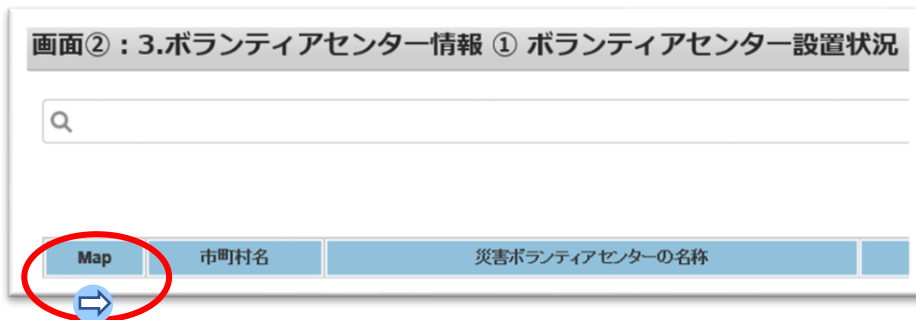 画面②：3.ボランティアセンター情報 ① ボランティアセンター設置状況
Map 市町村名 災害ボランティアセンターの名称